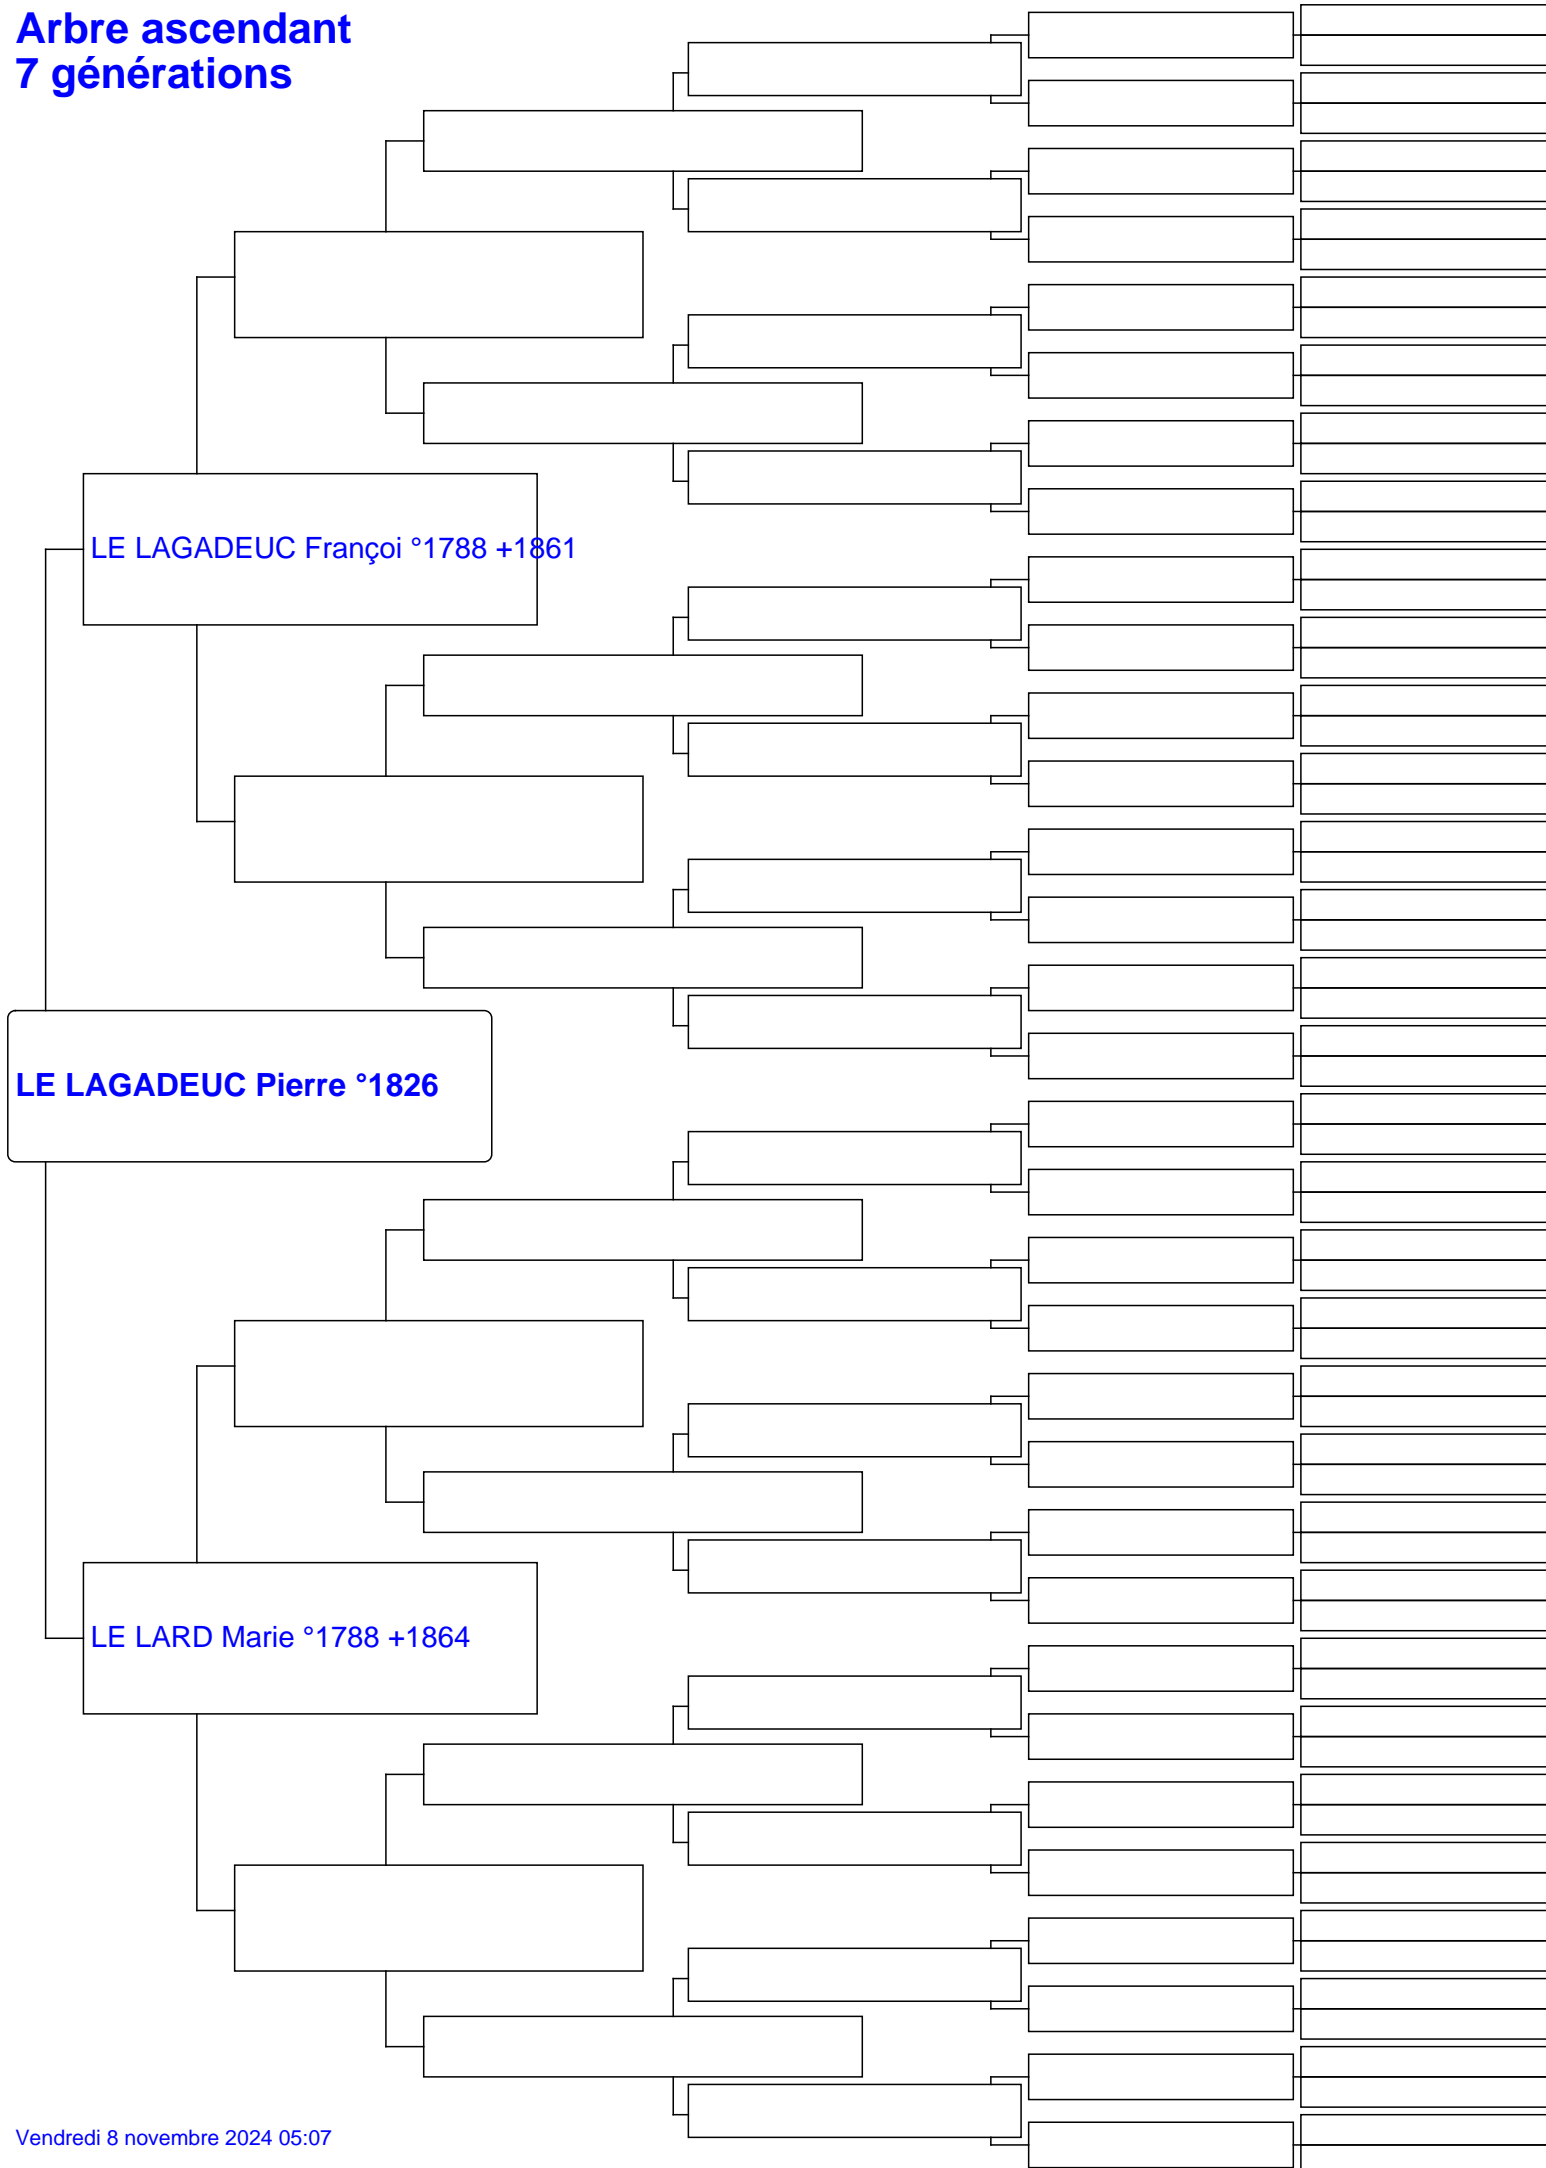 Arbre ascendant
7 générations
LE LAGADEUC Françoi °1788 +1861
LE LAGADEUC Pierre °1826
LE LARD Marie °1788 +1864
Vendredi 8 novembre 2024 05:07